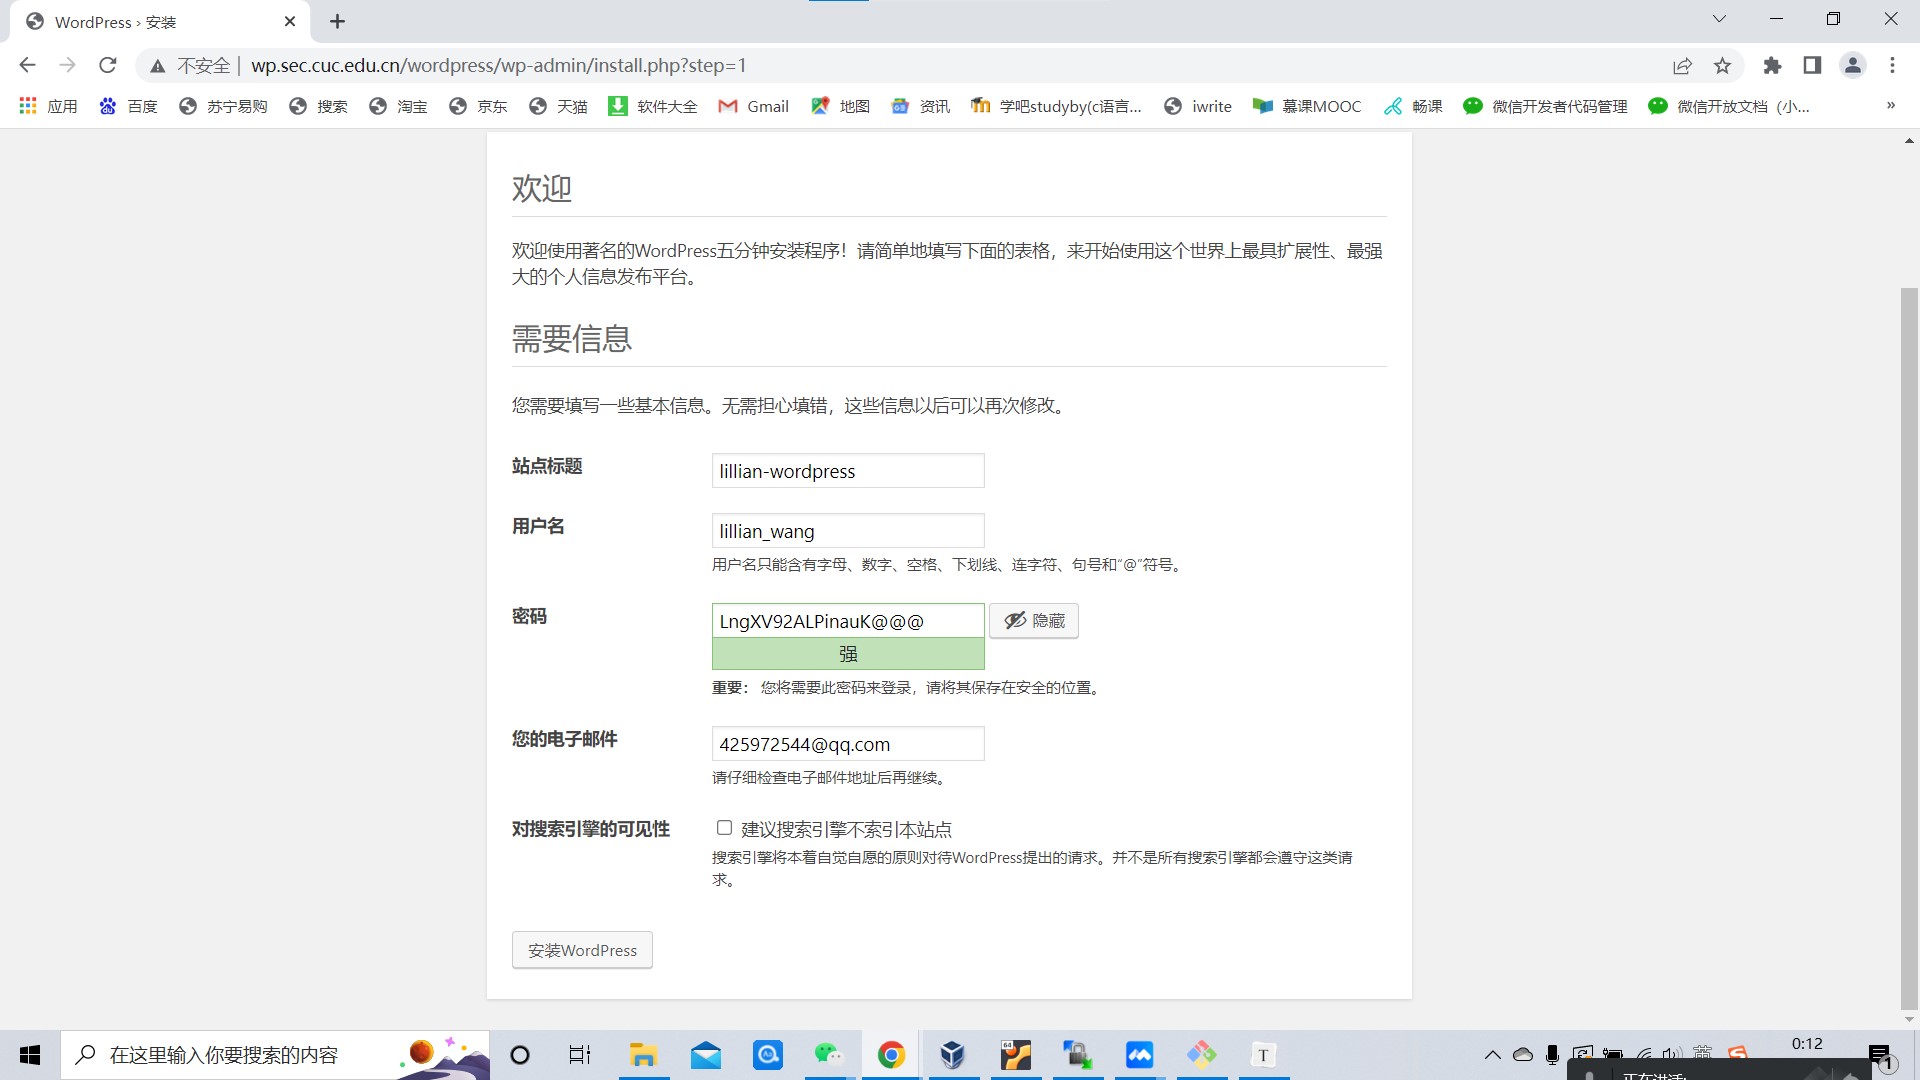 WordPress › 安装
不安全 | wp.sec.cuc.edu.cn/wordpress/wp-admin/install.php?step=1
应用 百度 苏宁易购 搜索 淘宝 京东 天猫 软件大全 Gmail 地图 资讯 学吧studyby(c语言... iwrite 慕课MOOC 畅课 微信开发者代码管理 微信开放文档（小... »
欢迎
欢迎使用著名的WordPress五分钟安装程序！请简单地填写下面的表格，来开始使用这个世界上最具扩展性、最强
大的个人信息发布平台。
需要信息
您需要填写一些基本信息。无需担心填错，这些信息以后可以再次修改。
站点标题 lillian-wordpress
用户名 lillian_wang
用户名只能含有字母、数字、空格、下划线、连字符、句号和“@”符号。
密码 LngXV92ALPinauK@@@ 隐藏
强
重要： 您将需要此密码来登录，请将其保存在安全的位置。
您的电子邮件 425972544@qq.com
请仔细检查电子邮件地址后再继续。
对搜索引擎的可见性 建议搜索引擎不索引本站点
搜索引擎将本着自觉自愿的原则对待WordPress提出的请求。并不是所有搜索引擎都会遵守这类请
求。
安装WordPress
在这里输入你要搜索的内容
64
T
英
0:12
1